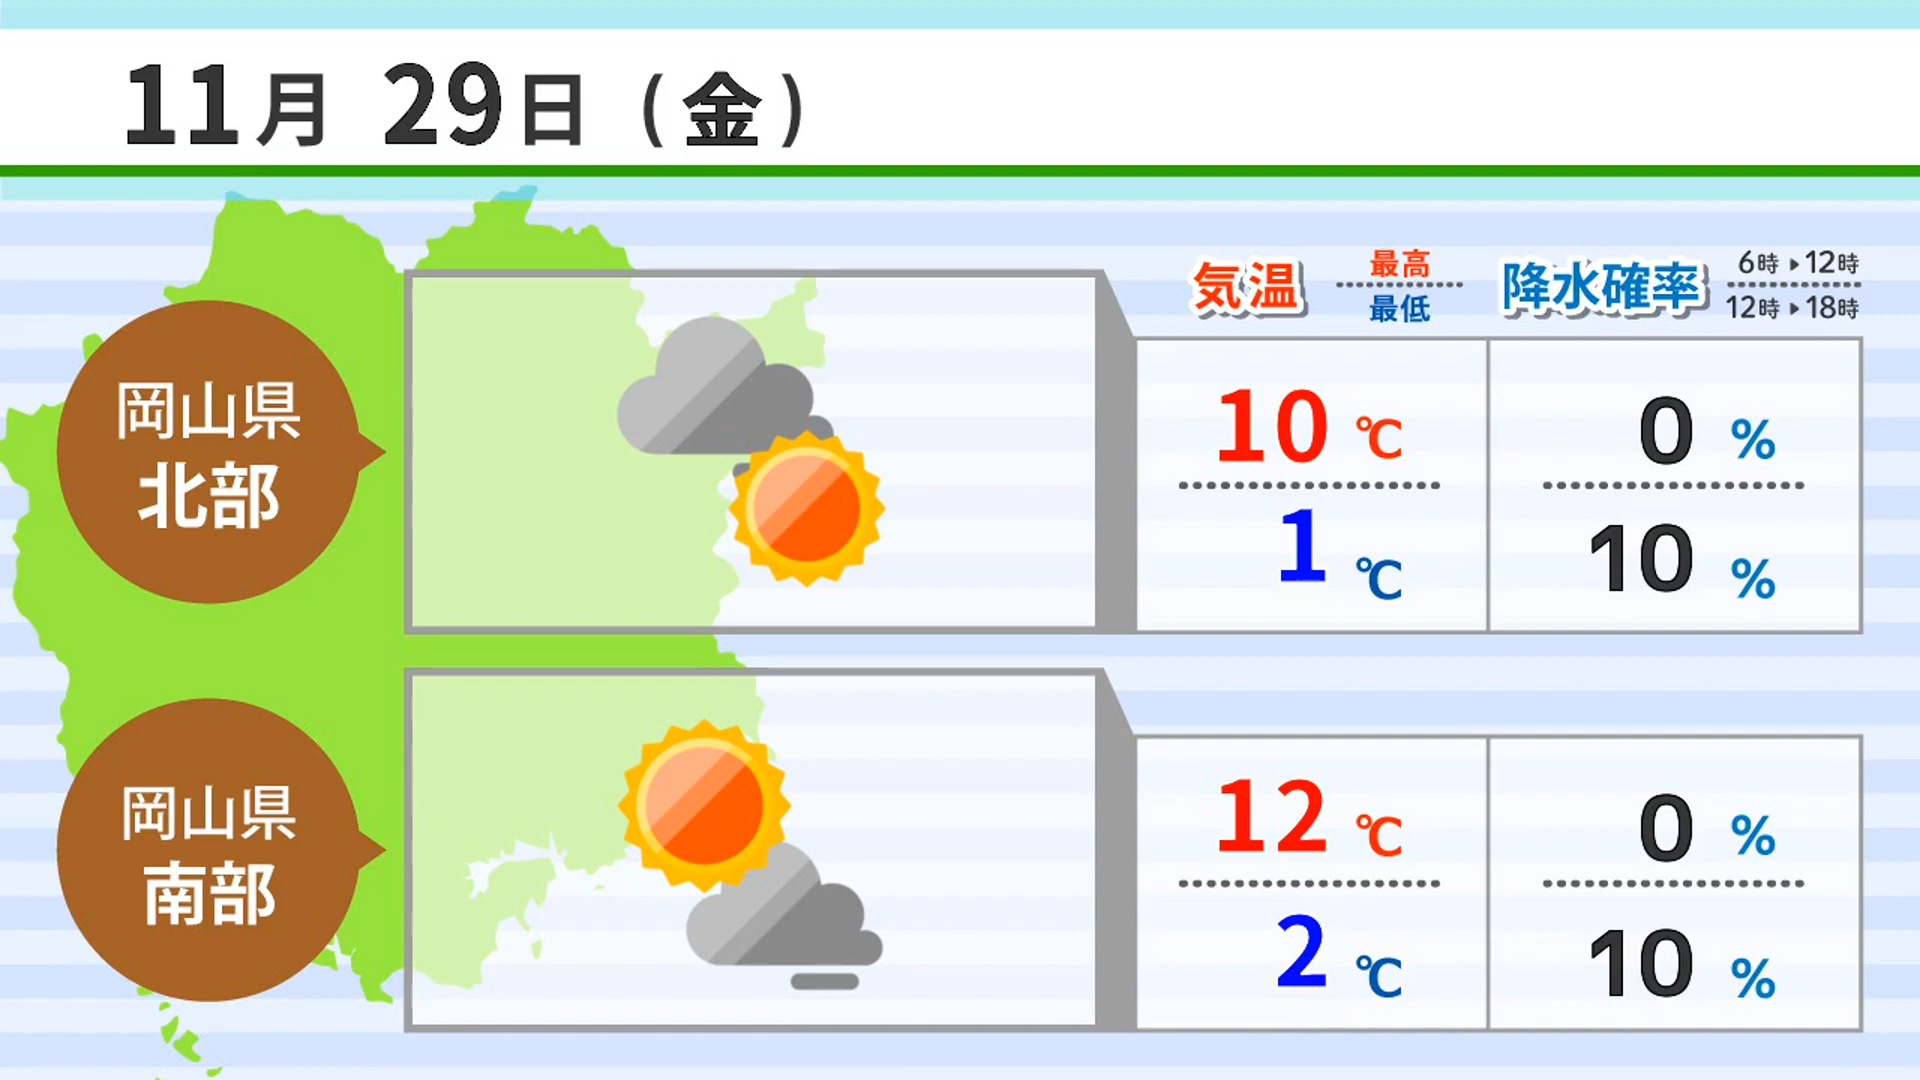 11月 29日（金）
気温 最高 最低 降水確率 6時▶12時 12時▶18時
岡山県
北部
10℃ 0%
1℃ 10%
岡山県
南部
12℃ 0%
2℃ 10%